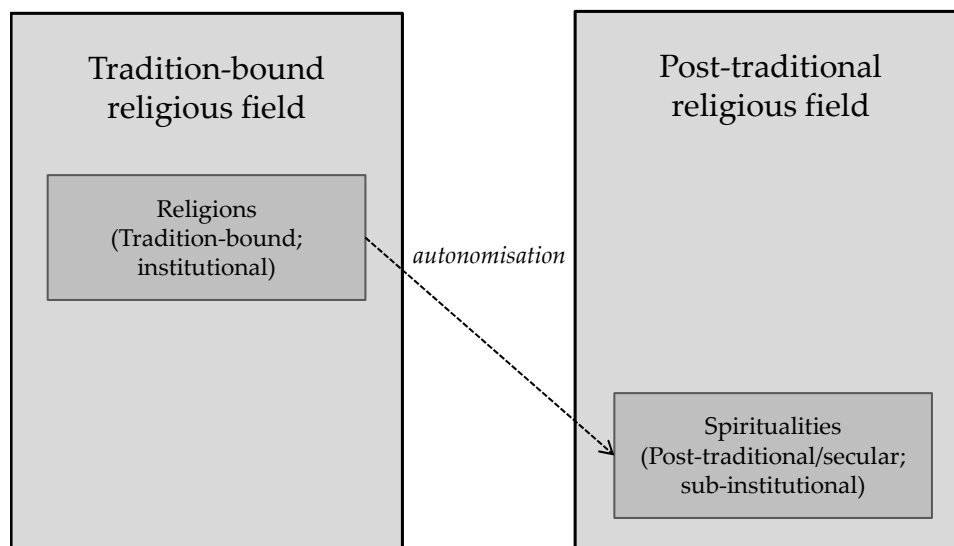 Tradition-bound
religious field
Religions
(Tradition-bound;
institutional)
autonomisation
Post-traditional
religious field
Spiritualities
(Post-traditional/secular;
sub-institutional)